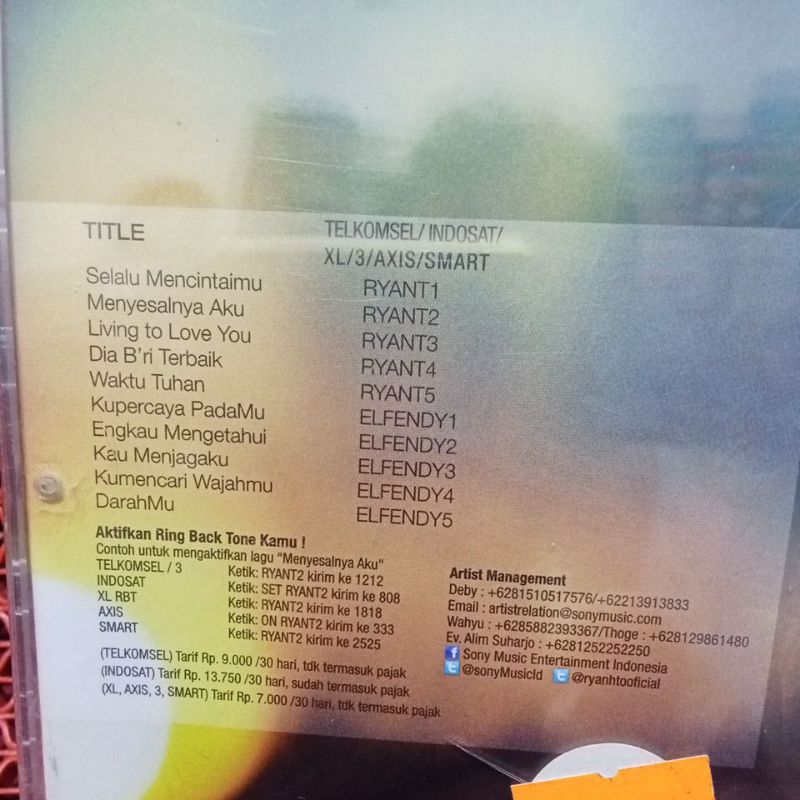 TITLE TELKOMSEL/ INDOSAT/
XL/3/AXIS/SMART
Selalu Mencintaimu RYANT1
Menyesalnya Aku RYANT2
Living to Love You RYANT3
Dia B'ri Terbaik RYANT4
Waktu Tuhan RYANT5
Kupercaya PadaMu ELFENDY1
Engkau Mengetahui ELFENDY2
Kau Menjagaku ELFENDY3
Kumencari Wajahmu ELFENDY4
DarahMu ELFENDY5
Aktifkan Ring Back Tone Kamu !
Contoh untuk mengaktifkan lagu "Menyesalnya Aku"
TELKOMSEL / 3 Ketik: RYANT2 kirim ke 1212
INDOSAT Ketik: SET RYANT2 kirim ke 808
XL RBT Ketik: RYANT2 kirim ke 1818
AXIS Ketik: ON RYANT2 kirim ke 333
SMART Ketik: RYANT2 kirim ke 2525
(TELKOMSEL) Tarif Rp. 9.000 /30 hari, tdk termasuk pajak
(INDOSAT) Tarif Rp. 13.750 /30 hari, sudah termasuk pajak
(XL, AXIS, 3, SMART) Tarif Rp. 7.000 /30 hari, tdk termasuk pajak
Artist Management
Deby : +6281510517576/+62213913833
Email : artistrelation@sonymusic.com
Wahyu : +6285882393367/Thoge : +628129861480
Ev. Alim Suharjo : +6281252252250
f Sony Music Entertainment Indonesia
@sonyMusicId @ryanhtoofficial